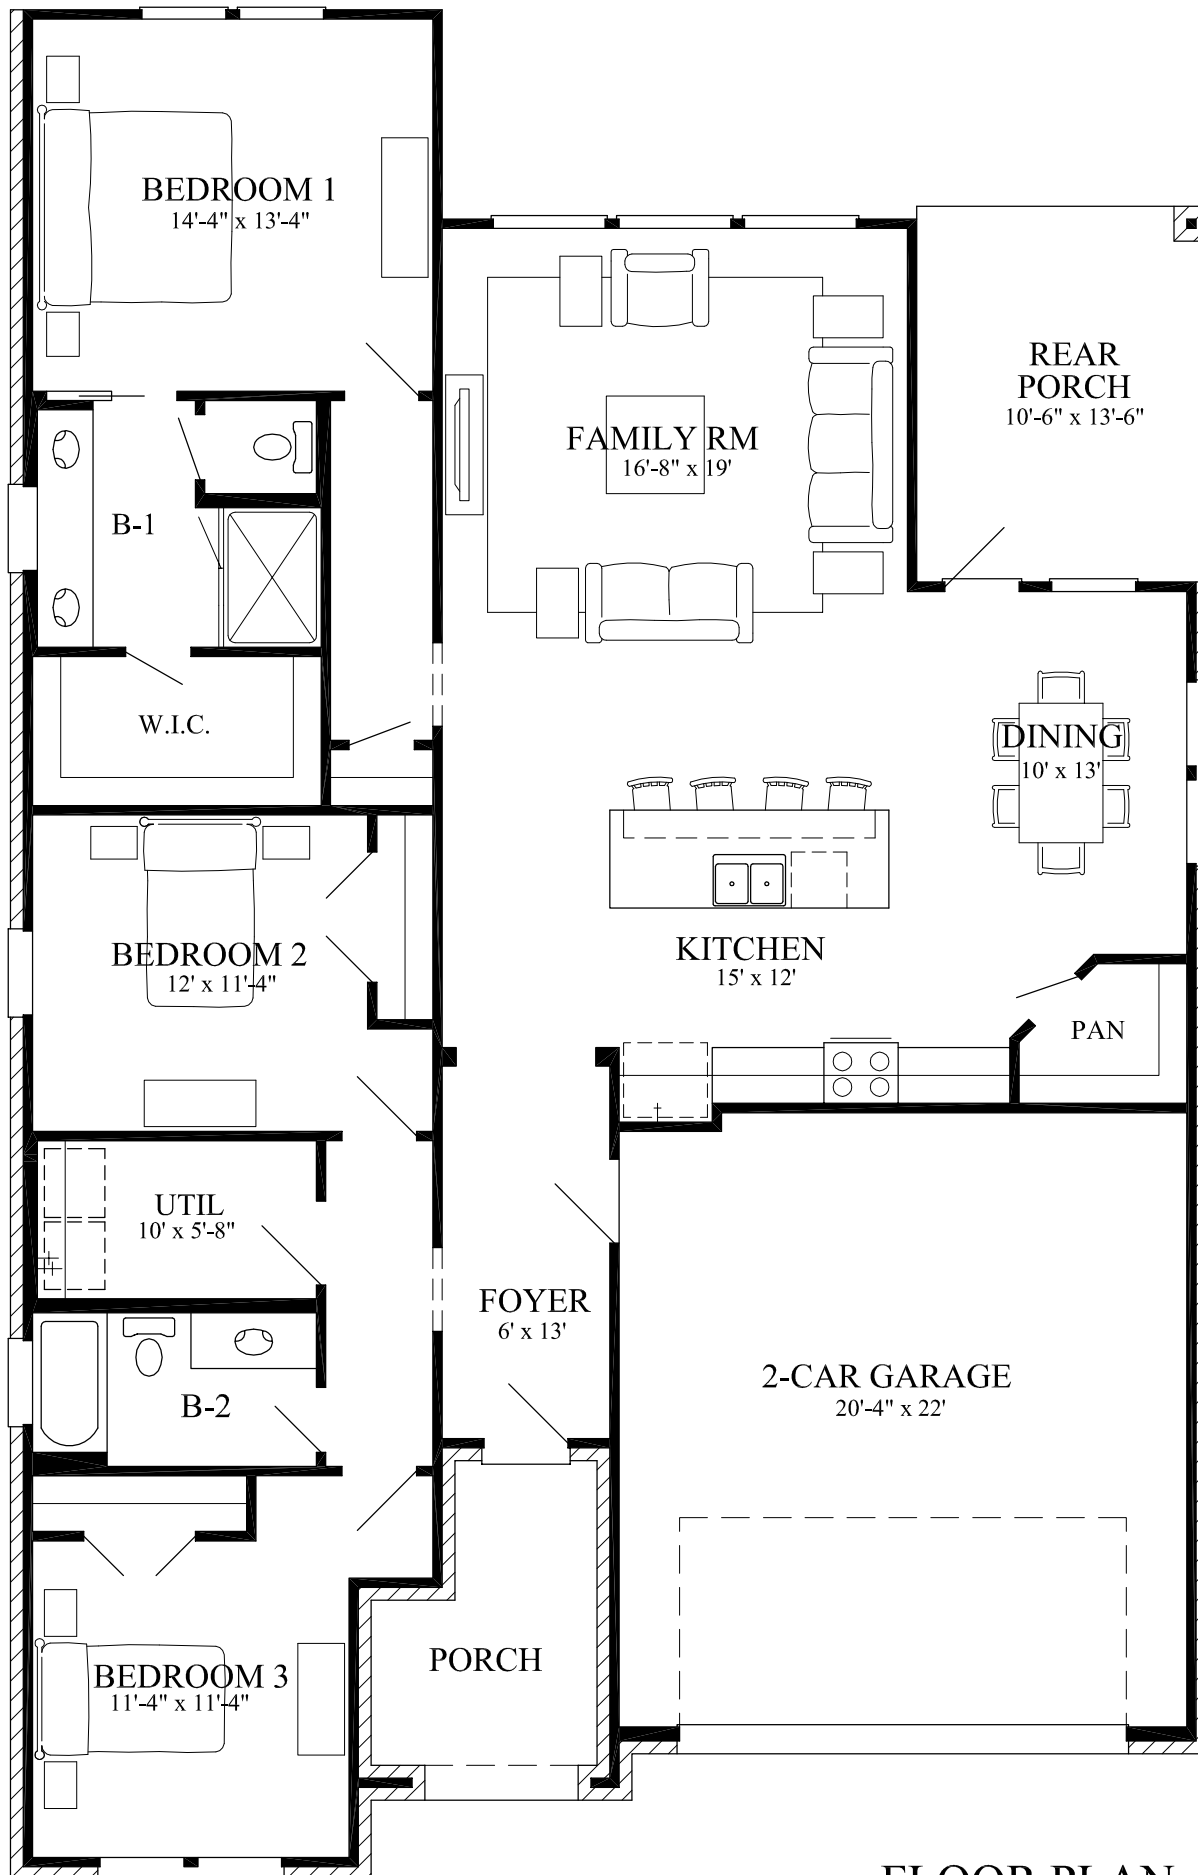 BEDROOM 1
14'-4" x 13'-4"
REAR
PORCH
10'-6" x 13'-6"
FAMILY RM
16'-8" x 19'
B-1
W.I.C.
DINING
10' x 13'
BEDROOM 2
12' x 11'-4"
KITCHEN
15' x 12'
PAN
UTIL
10' x 5'-8"
FOYER
6' x 13'
2-CAR GARAGE
20'-4" x 22'
B-2
PORCH
BEDROOM 3
11'-4" x 11'-4"
FLOOR PLAN